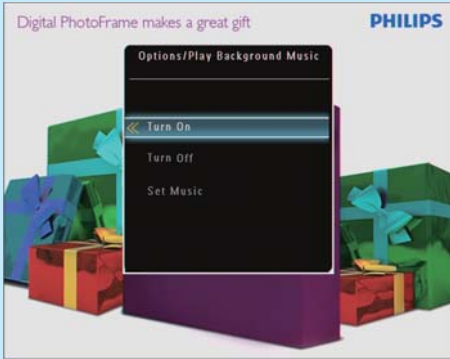 Digital PhotoFrame makes a great gift
PHILIPS
Options/Play Background Music
Turn On
Turn Off
Set Music